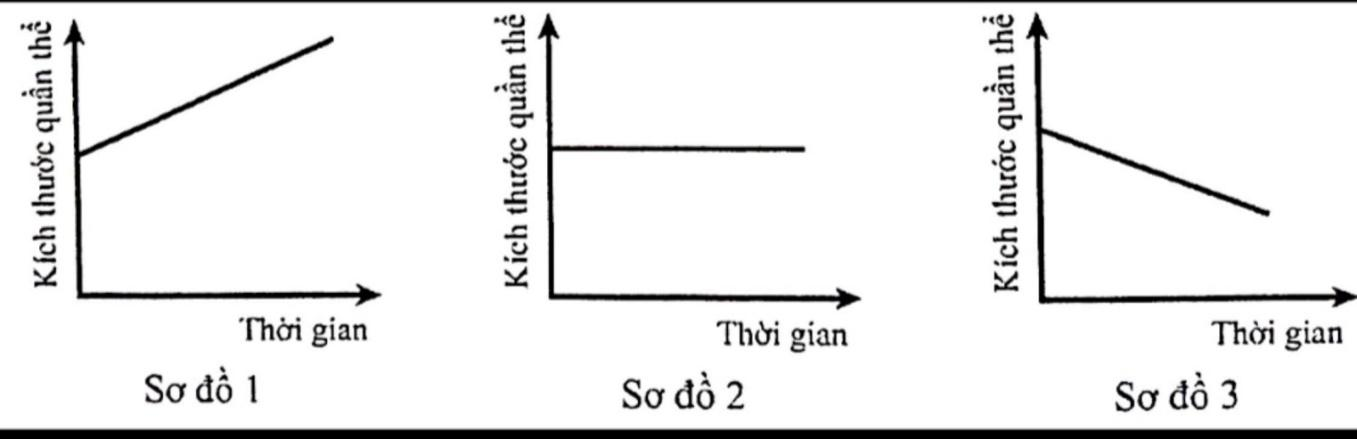 Kích thước quần thể
Thời gian
Sơ đồ 1
Kích thước quần thể
Thời gian
Sơ đồ 2
Kích thước quần thể
Thời gian
Sơ đồ 3